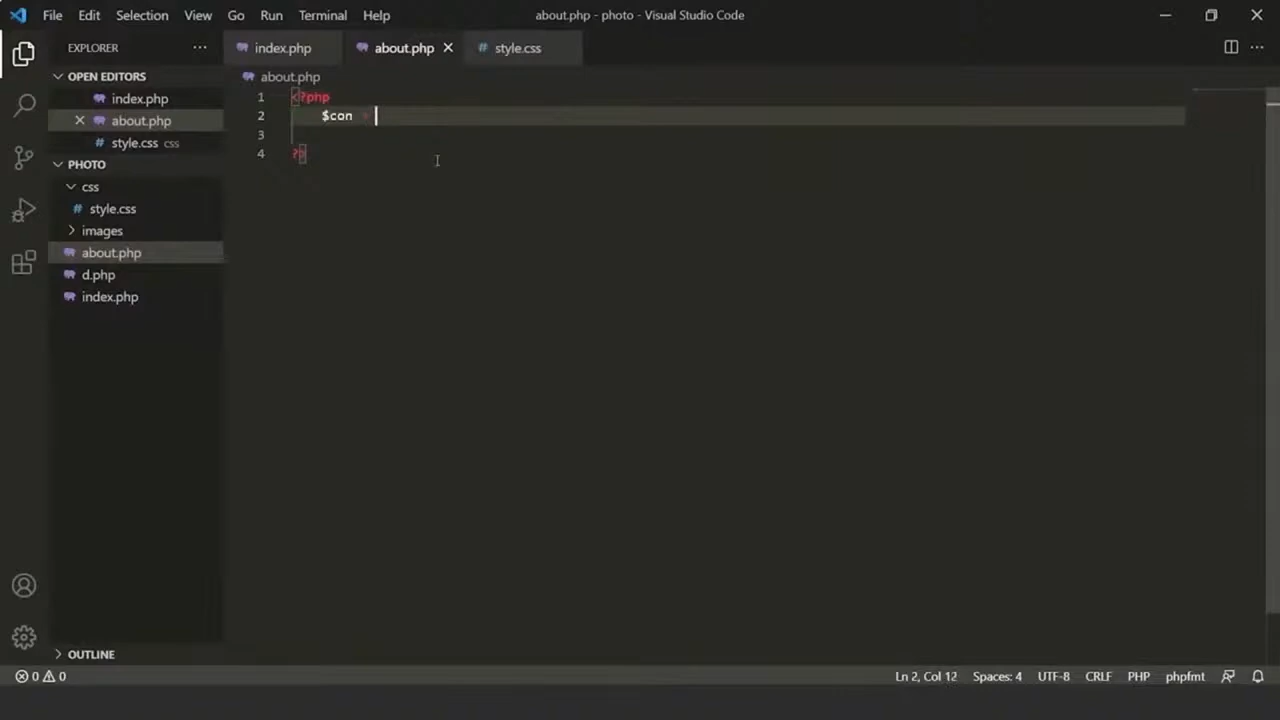 File Edit Selection View Go Run Terminal Help about.php - photo - Visual Studio Code
EXPLORER ···
index.php about.php style.css
OPEN EDITORS
index.php
about.php
style.css css
PHOTO
css
style.css
images
about.php
d.php
index.php
OUTLINE
about.php
1 <?php
2 $con
3
4 ?>
0 0 Ln 2, Col 12 Spaces: 4 UTF-8 CRLF PHP phpfmt